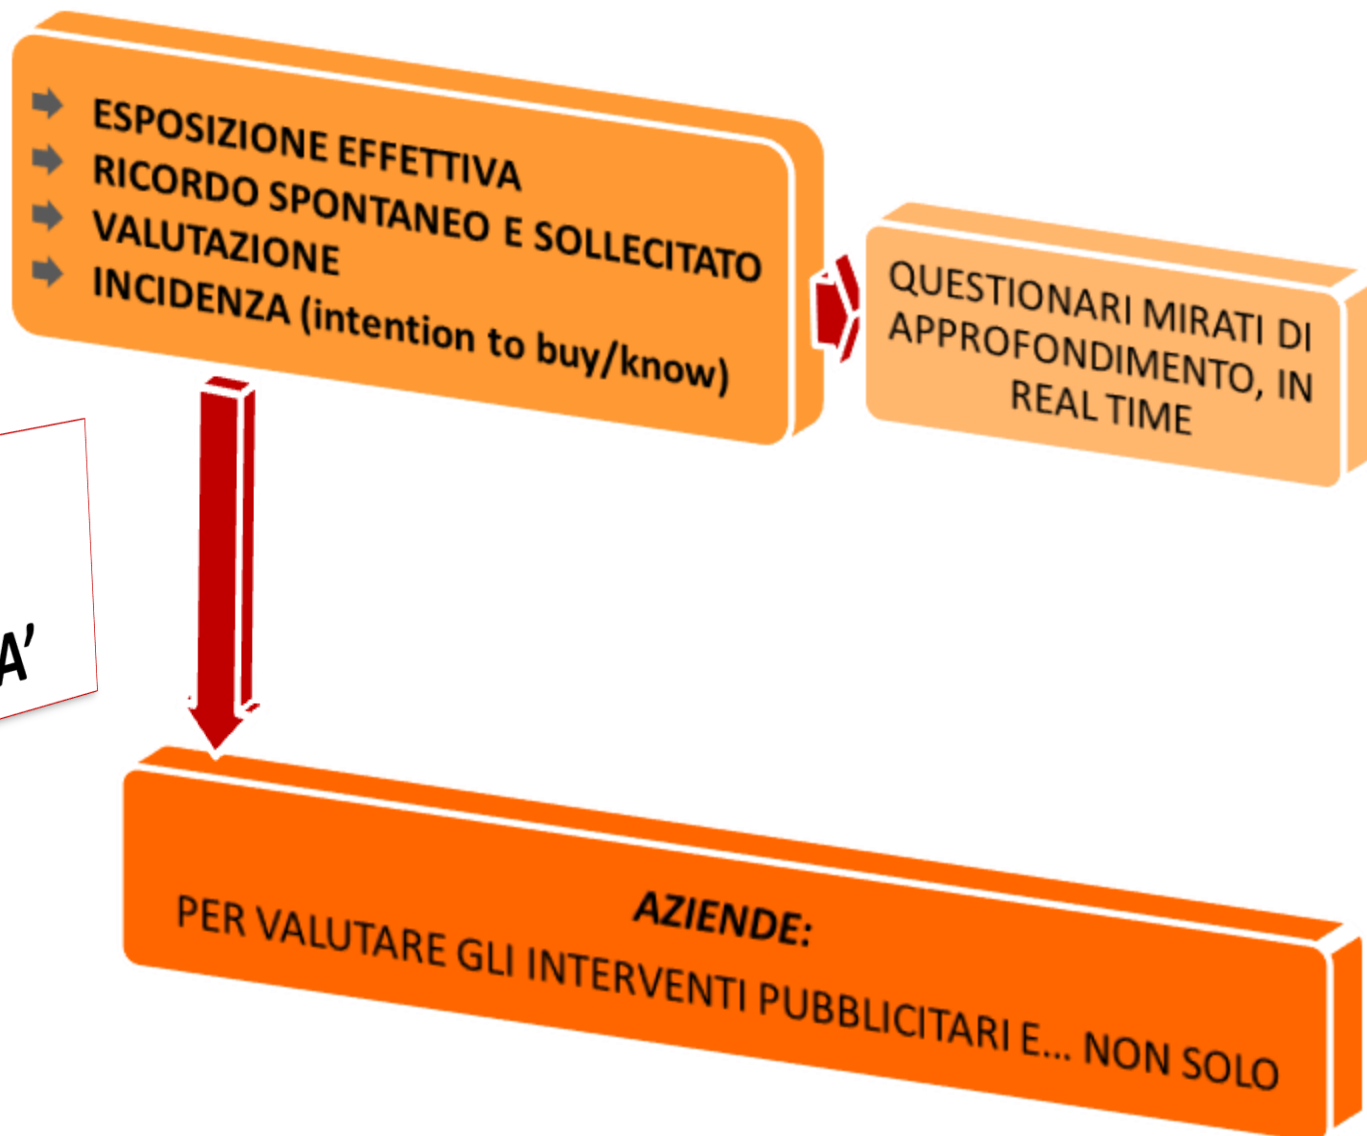 ESPOSIZIONE EFFETTIVA
RICORDO SPONTANEO E SOLLECITATO
VALUTAZIONE
INCIDENZA (intention to buy/know)
QUESTIONARI MIRATI DI
APPROFONDIMENTO, IN
REAL TIME
A’
AZIENDE:
PER VALUTARE GLI INTERVENTI PUBBLICITARI E... NON SOLO